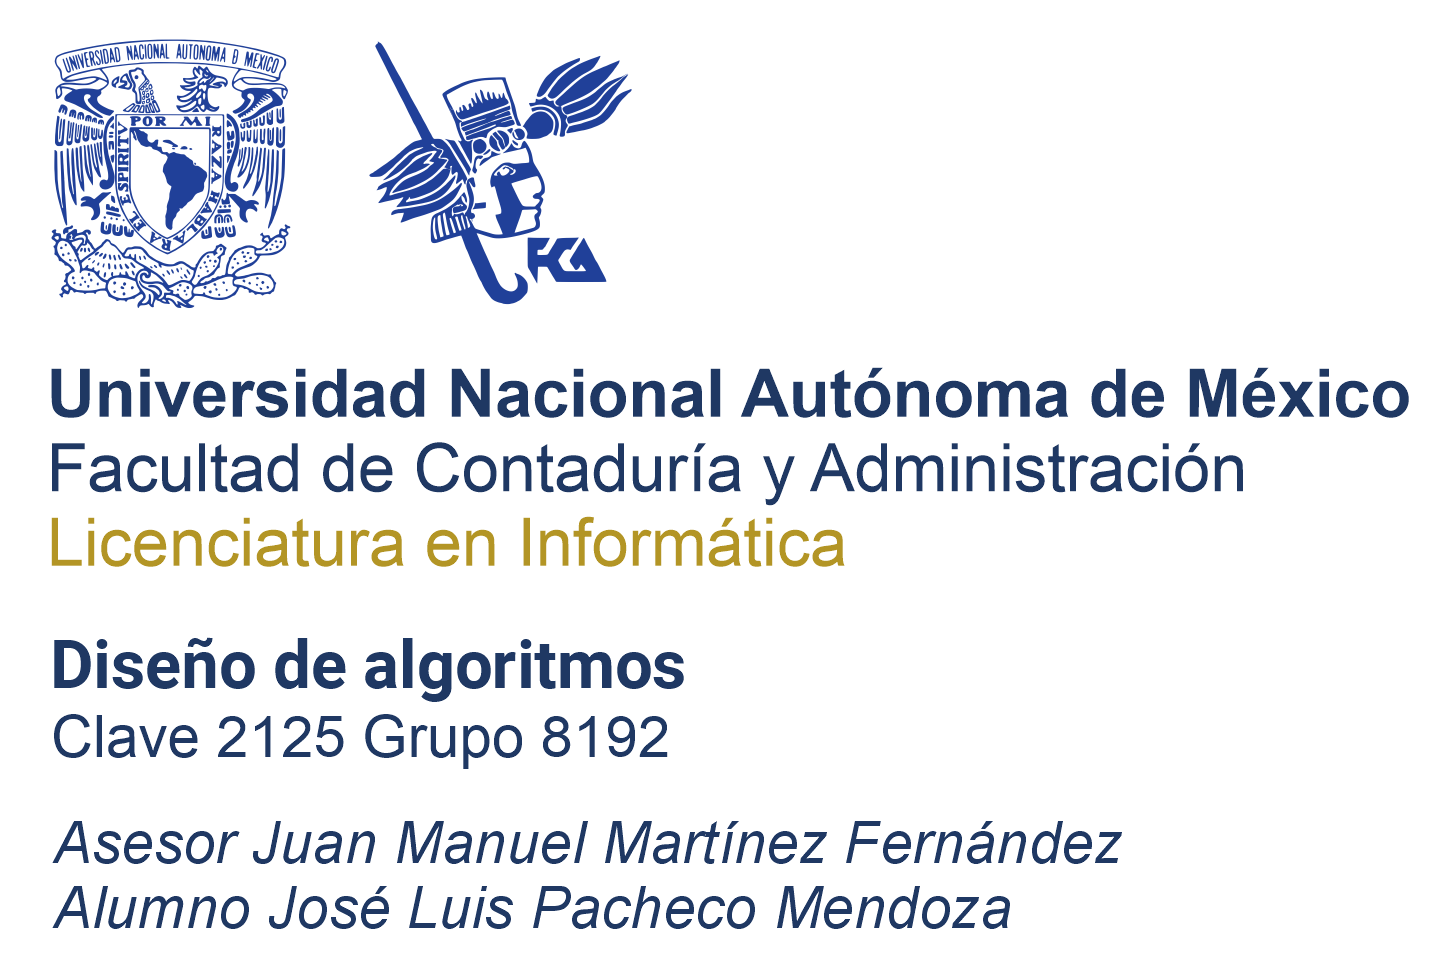 UNIVERSIDAD NACIONAL AUTONOMA D MEXICO
POR MI RAZA HABLARA EL ESPIRITU
FCA
Universidad Nacional Autónoma de México
Facultad de Contaduría y Administración
Licenciatura en Informática
Diseño de algoritmos
Clave 2125 Grupo 8192
Asesor Juan Manuel Martínez Fernández
Alumno José Luis Pacheco Mendoza